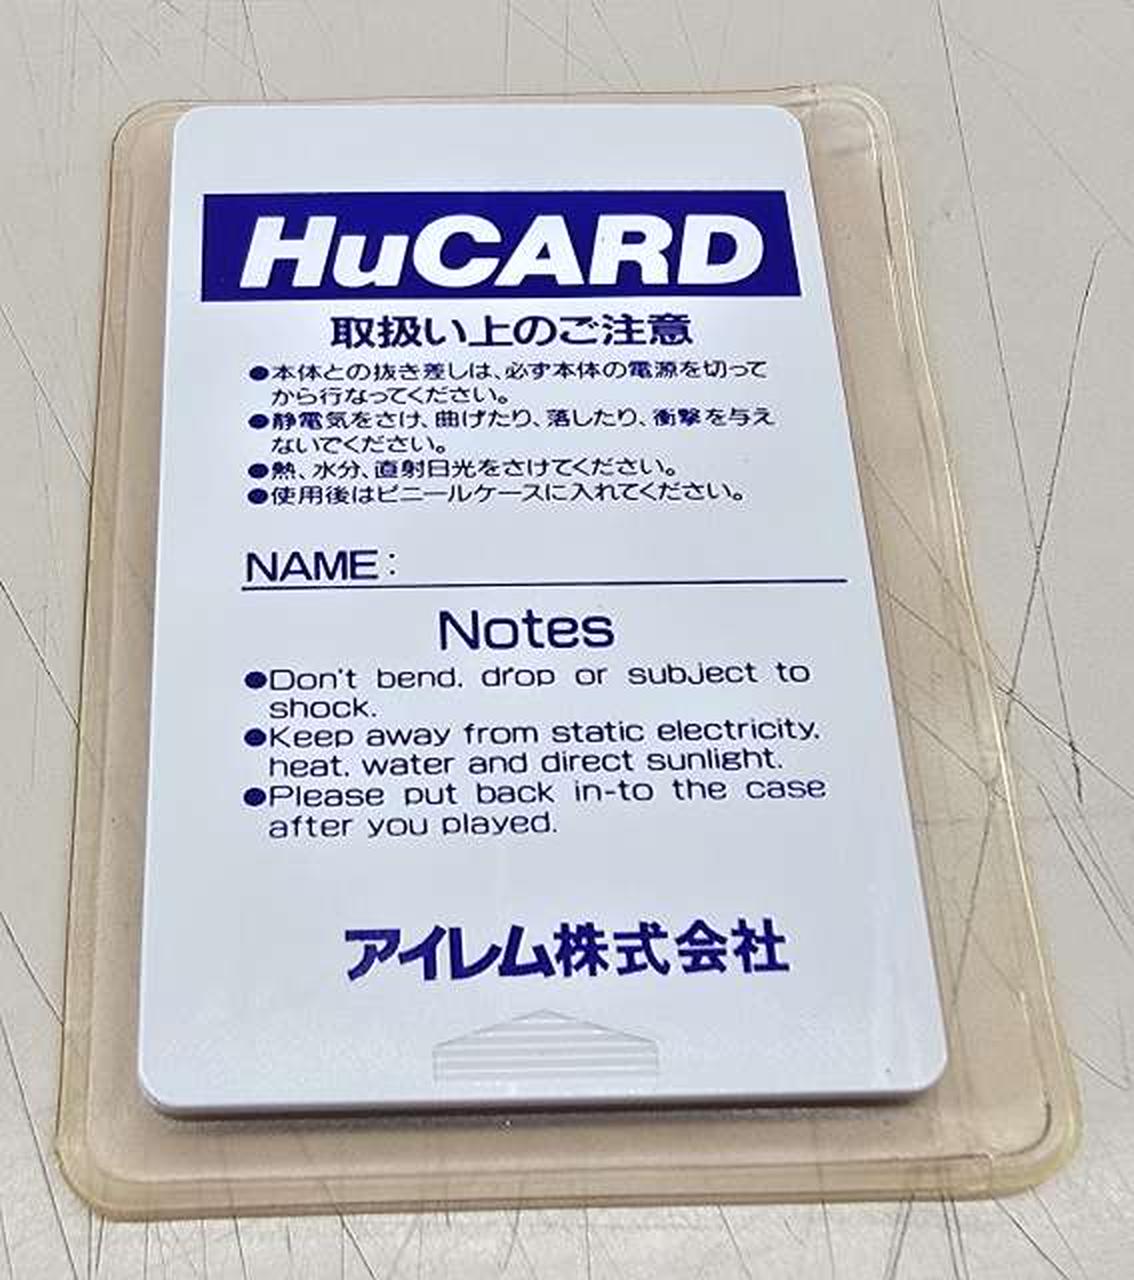 HuCARD
取扱い上のご注意
●本体との抜き差しは、必ず本体の電源を切って
から行なってください。
●静電気をさけ、曲げたり、落したり、衝撃を与え
ないでください。
●熱、水分、直射日光をさけてください。
●使用後はビニールケースに入れてください。
NAME:
Notes
●Don't bend. drop or subject to
shock.
●Keep away from static electricity.
heat. water and direct sunlight.
●Please put back in-to the case
after you played.
アイレム株式会社